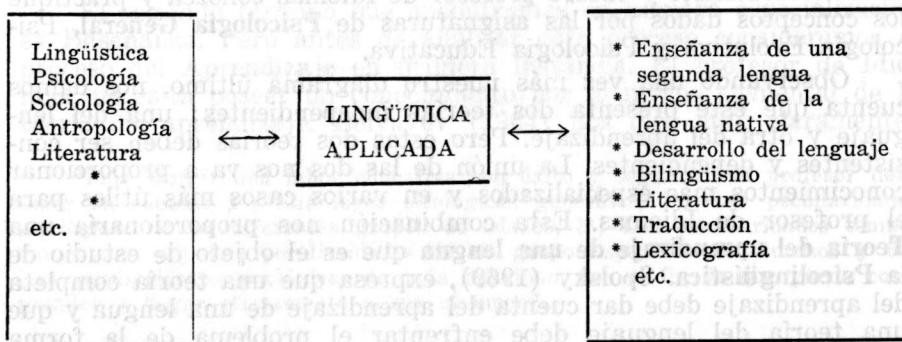 Lingüística
Psicología
Sociología
Antropología
Literatura
*
*
etc.
LINGÜÍTICA
APLICADA
* Enseñanza de una
segunda lengua
* Enseñanza de la
lengua nativa
* Desarrollo del lenguaje
* Bilingüismo
* Literatura
* Traducción
* Lexicografía
etc.